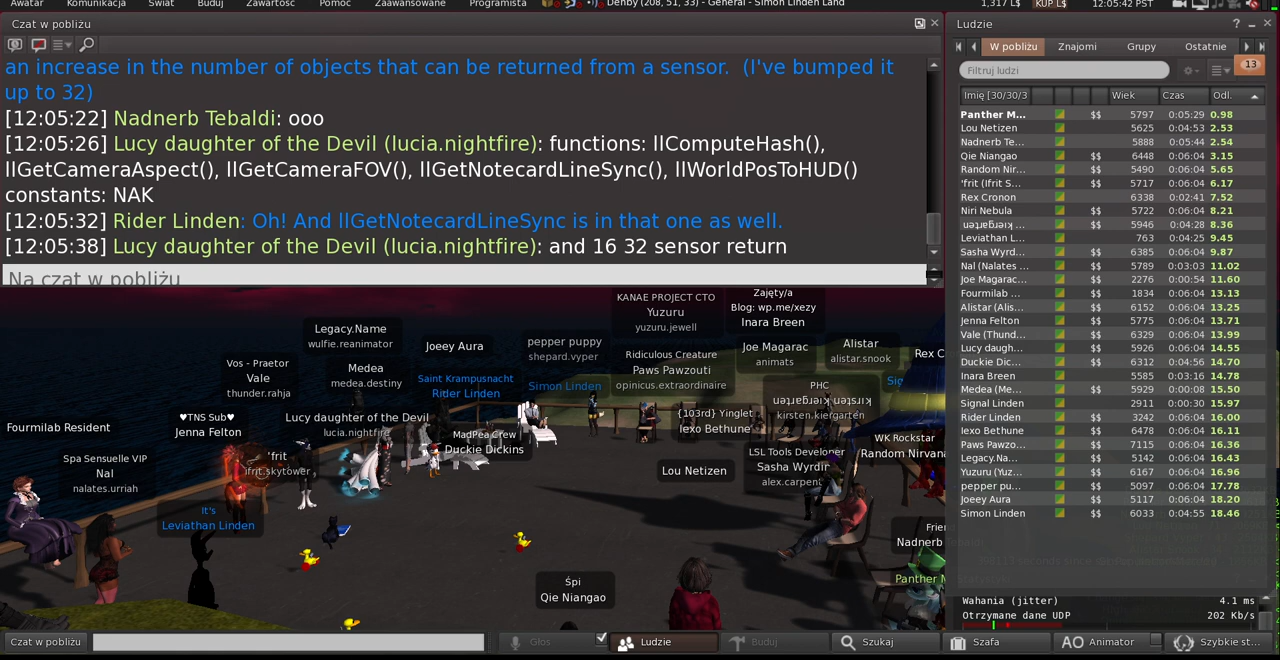 Awatar Komunikacja Świat Buduj Zawartość Pomoc Zaawansowane Programista Denby (208, 51, 33) - General - Simon Linden Land 1,317 L$ KUP L$ 12:05:42 PST
Czat w pobliżu
an increase in the number of objects that can be returned from a sensor. (I've bumped it
up to 32)
[12:05:22] Nadnerb Tebaldi: ooo
[12:05:26] Lucy daughter of the Devil (lucia.nightfire): functions: llComputeHash(),
llGetCameraAspect(), llGetCameraFOV(), llGetNotecardLineSync(), llWorldPosToHUD()
constants: NAK
[12:05:32] Rider Linden: Oh! And llGetNotecardLineSync is in that one as well.
[12:05:38] Lucy daughter of the Devil (lucia.nightfire): and 16 32 sensor return
Na czat w pobliżu
KANAE PROJECT CTO
Yuzuru
yuzuru.jewell
Zajęty/a
Blog: wp.me/xezy
Inara Breen
Legacy.Name
wulfie.reanimator
Joeey Aura
pepper puppy
shepard.vyper
Ridiculous Creature
Paws Pawzouti
opinicus.extraordinaire
Joe Magarac
animats
Alistar
alistar.snook
Rex C
Vos - Praetor
Vale
thunder.rahja
Medea
medea.destiny
Saint Krampusnacht
Rider Linden
Simon Linden
Sig
PHC
kirsten.kiergarten
♥TNS Sub♥
Jenna Felton
Lucy daughter of the Devil
lucia.nightfire
MadPea Crew
Duckie Dickins
{103rd} Yinglet
Iexo Bethune
Fourmilab Resident
Spa Sensuelle VIP
Nal
nalates.urriah
'frit
ifrit.skytower
Lou Netizen
LSL Tools Developer
Sasha Wyrdin
alex.carpent
WK Rockstar
Random Nirvana
It's
Leviathan Linden
Frie
Nadnerb
Śpi
Qie Niangao
Panther M
Czat w pobliżu Głos Ludzie Buduj Szukaj Szafa AO Animator Szybkie st...
Ludzie
W pobliżu Znajomi Grupy Ostatnie
Filtruj ludzi 13
Imię [30/30/3 Wiek Czas Odl.
Panther M... $$ 5797 0:05:29 0.98
Lou Netizen 5625 0:04:53 2.53
Nadnerb Te... 5888 0:05:44 2.54
Qie Niangao $$ 6448 0:06:04 3.15
Random Nir... $$ 5490 0:06:04 5.65
'frit (Ifrit S... $$ 5717 0:06:04 6.17
Rex Cronon 6338 0:02:41 7.52
Niri Nebula $$ 5722 0:06:04 8.21
$$ 5946 0:04:28 8.36
Leviathan L... 763 0:04:25 9.45
Sasha Wyrd... $$ 6385 0:06:04 9.87
Nal (Nalates ... $$ 5789 0:03:03 11.02
Joe Magarac... $$ 2276 0:00:54 11.60
Fourmilab ... $$ 1834 0:06:04 13.13
Alistar (Alis... $$ 6152 0:06:04 13.25
Jenna Felton $$ 5775 0:06:04 13.71
Vale (Thund... $$ 6329 0:06:04 13.99
Lucy daugh... $$ 5926 0:06:04 14.55
Duckie Dic... $$ 6312 0:04:56 14.70
Inara Breen 5585 0:03:16 14.78
Medea (Me... $$ 5929 0:00:08 15.50
Signal Linden 2911 0:00:30 15.97
Rider Linden $$ 3242 0:06:04 16.00
Iexo Bethune $$ 6478 0:06:04 16.11
Paws Pawzo... $$ 7115 0:06:04 16.36
Legacy.Na... $$ 5142 0:06:04 16.43
Yuzuru (Yuz... $$ 6167 0:06:04 16.96
pepper pu... $$ 5097 0:06:04 17.78
Joeey Aura $$ 5117 0:06:04 18.20
Simon Linden $$ 6033 0:04:55 18.46
Wahania (jitter) 4.1 ms
Otrzymane dane UDP 202 Kb/s